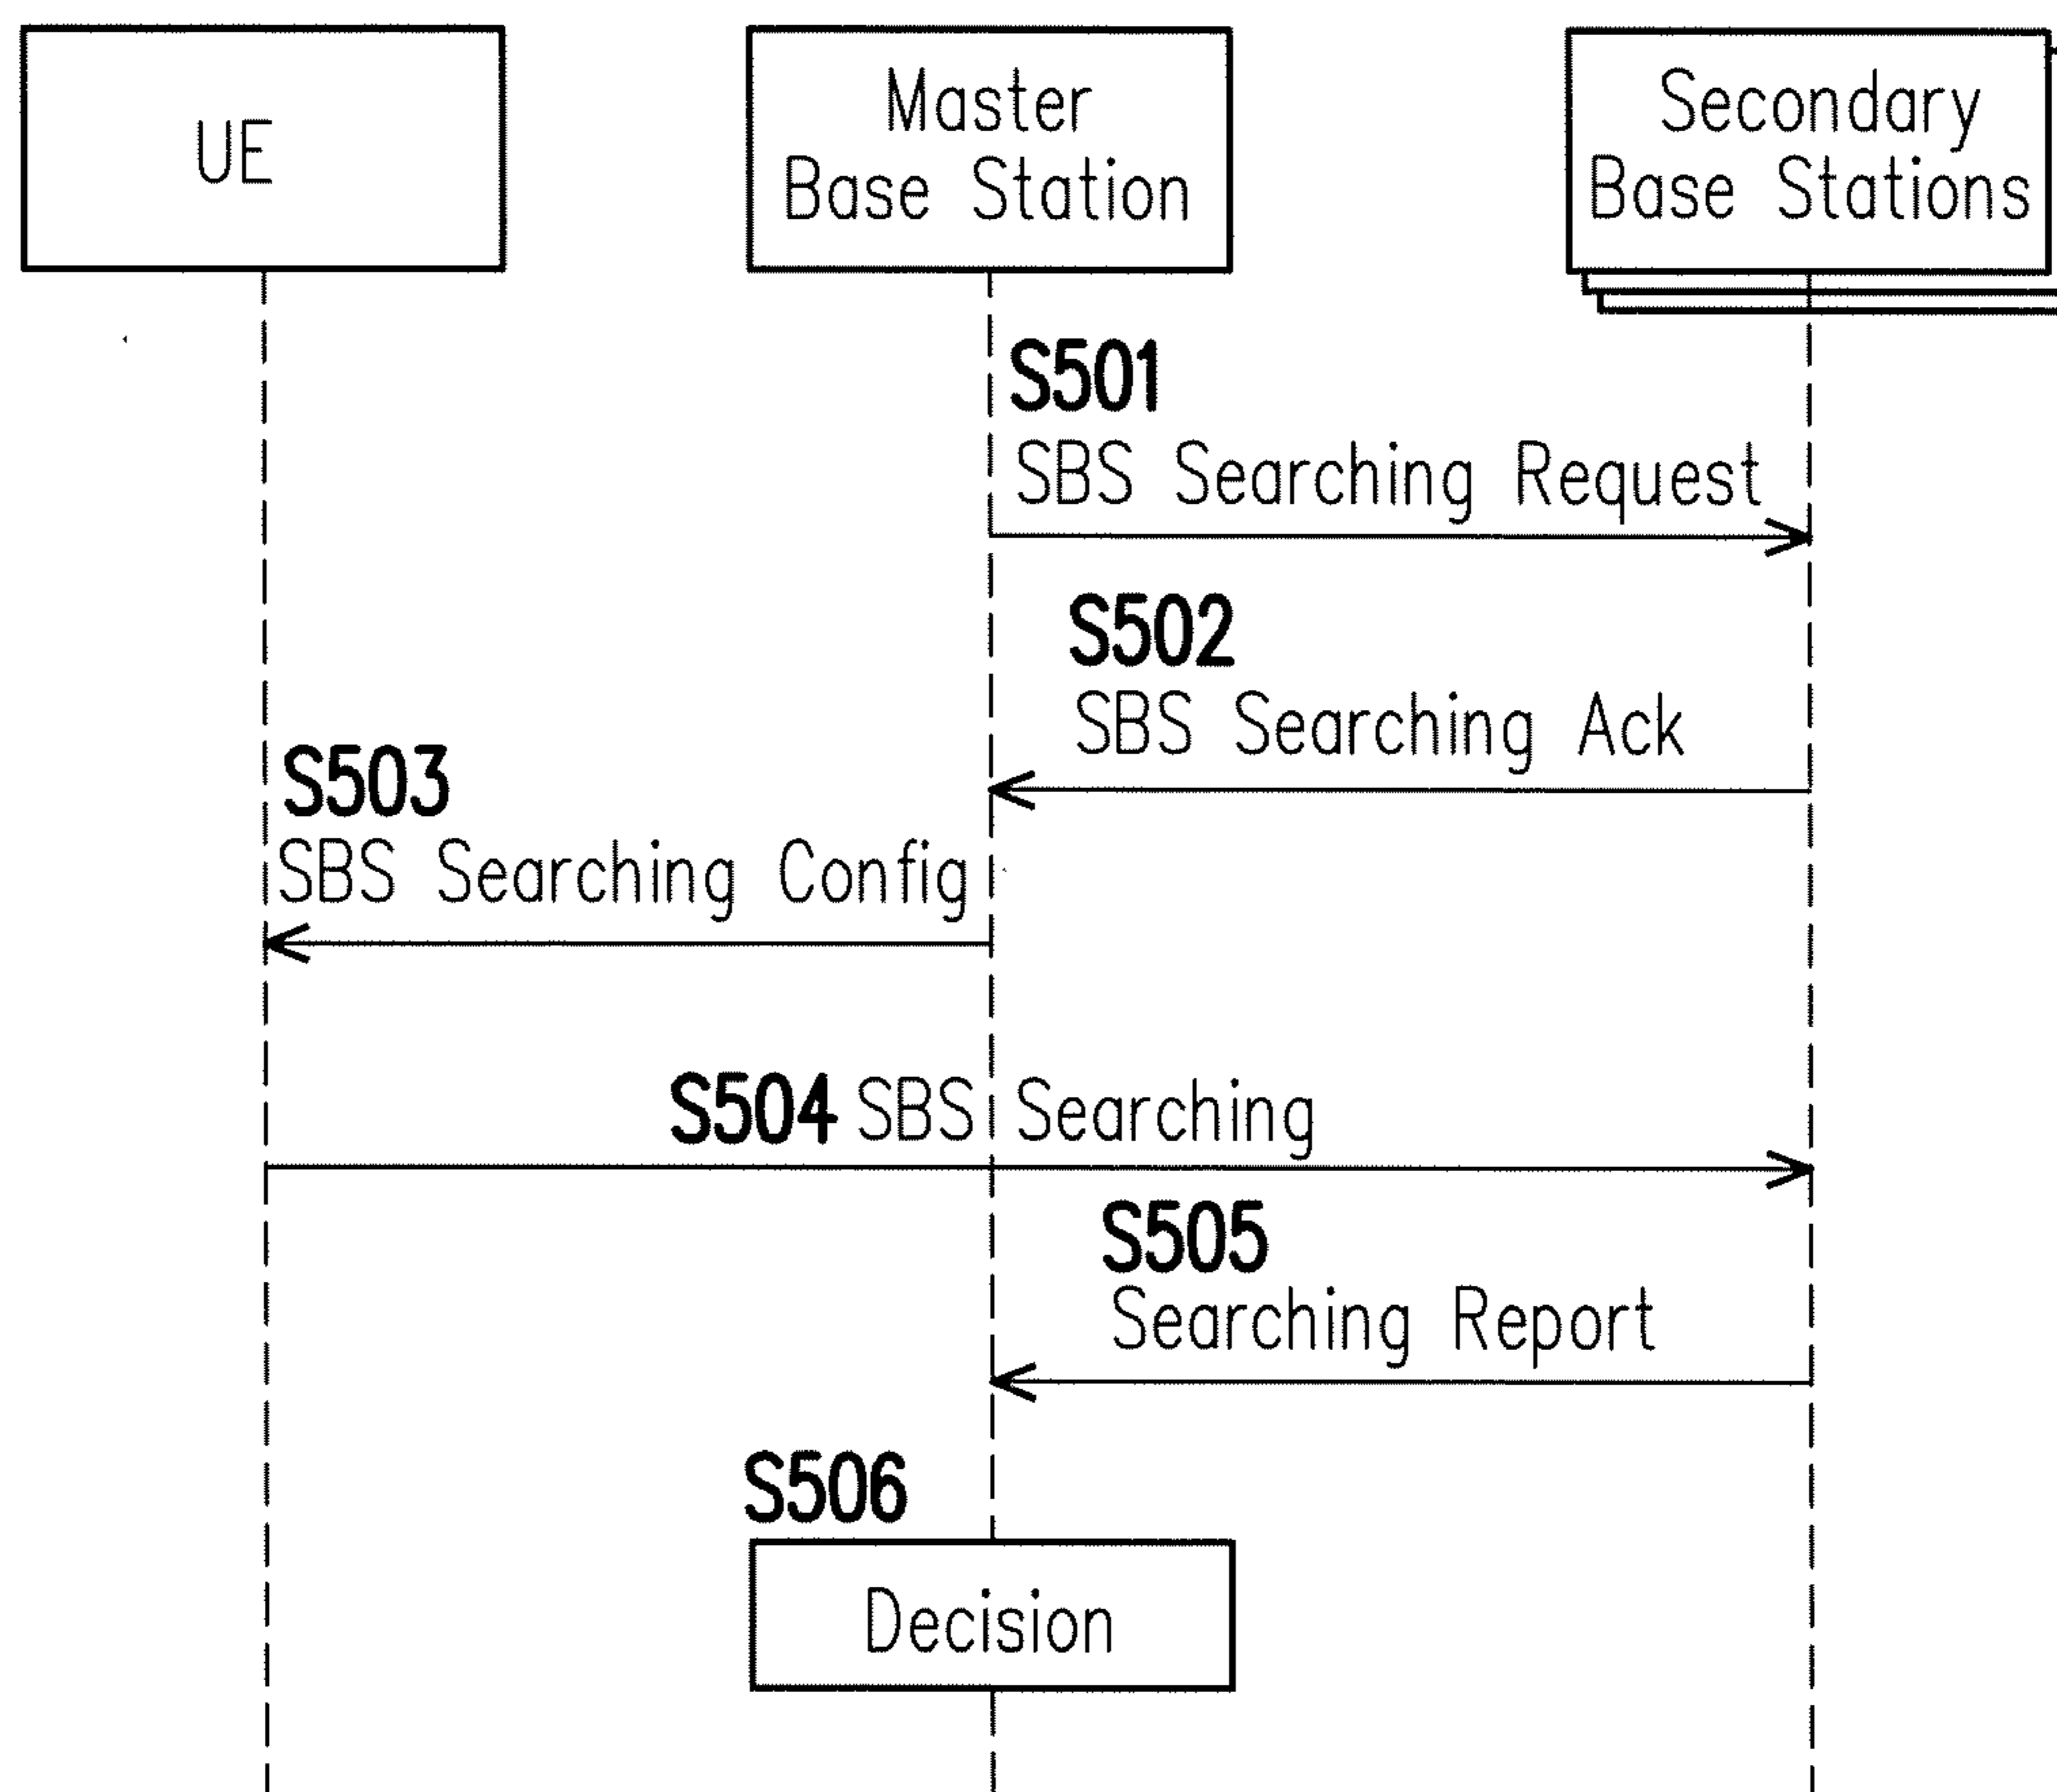 UE
Master
Base Station
Secondary
Base Stations
S501
SBS Searching Request
S502
SBS Searching Ack
S503
SBS Searching Config
S504 SBS Searching
S505
Searching Report
S506
Decision